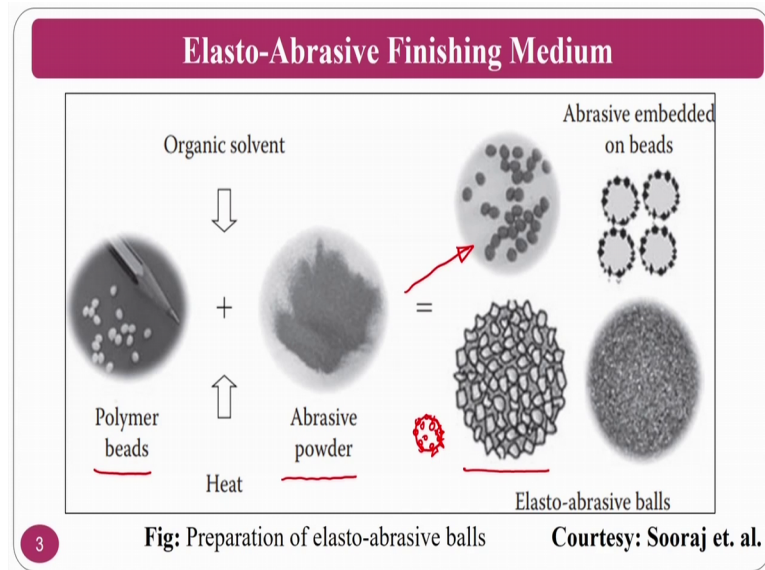 Elasto-Abrasive Finishing Medium
Organic solvent
Abrasive embedded
on beads
+
=
Polymer
beads
Abrasive
powder
Heat
Elasto-abrasive balls
3
Fig: Preparation of elasto-abrasive balls
Courtesy: Sooraj et. al.